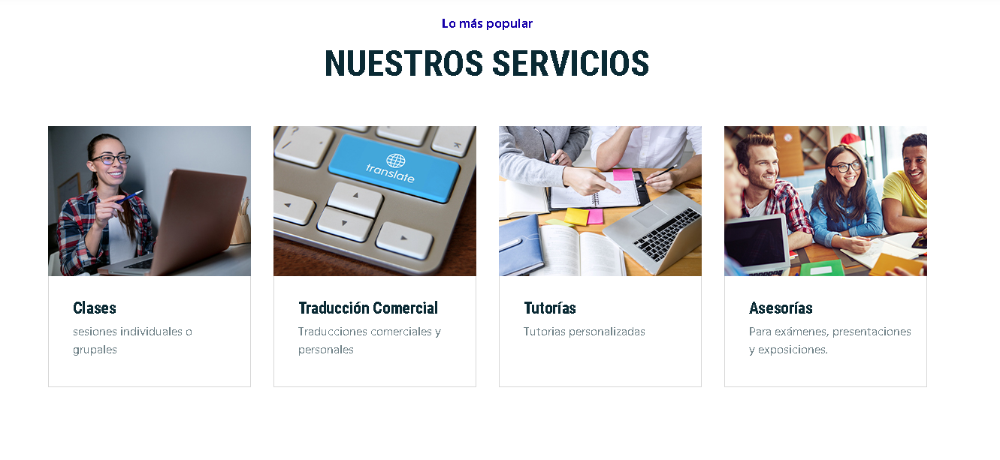 Lo más popular
NUESTROS SERVICIOS
translate
Clases
sesiones individuales o
grupales
Traducción Comercial
Traducciones comerciales y
personales
Tutorías
Tutorias personalizadas
Asesorías
Para exámenes, presentaciones
y exposiciones.